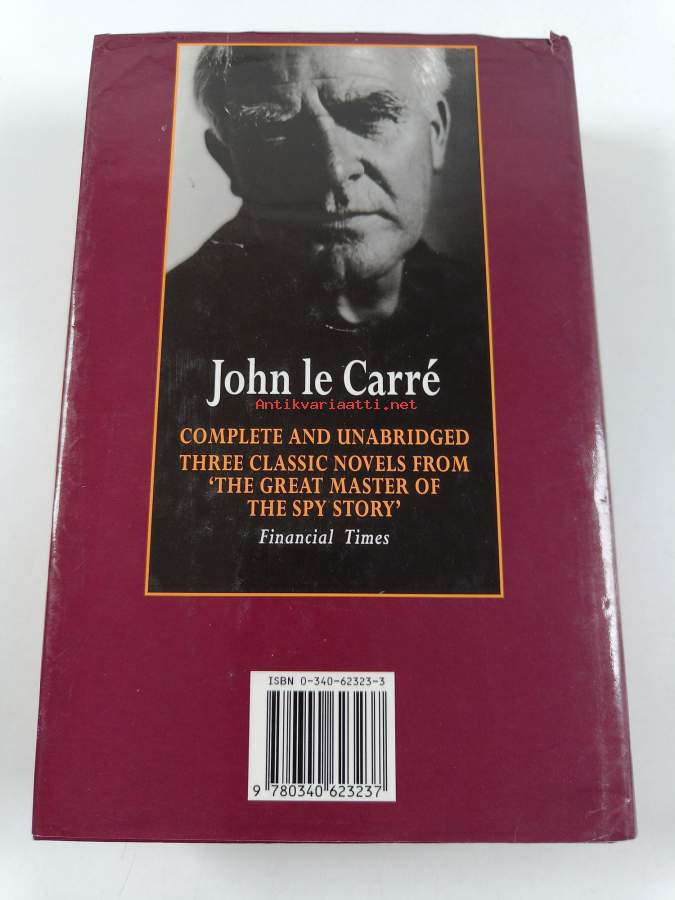 John le Carré
Antikvariaatti.net
COMPLETE AND UNABRIDGED
THREE CLASSIC NOVELS FROM
‘THE GREAT MASTER OF
THE SPY STORY’
Financial Times
ISBN 0-340-62323-3
9 780340 623237